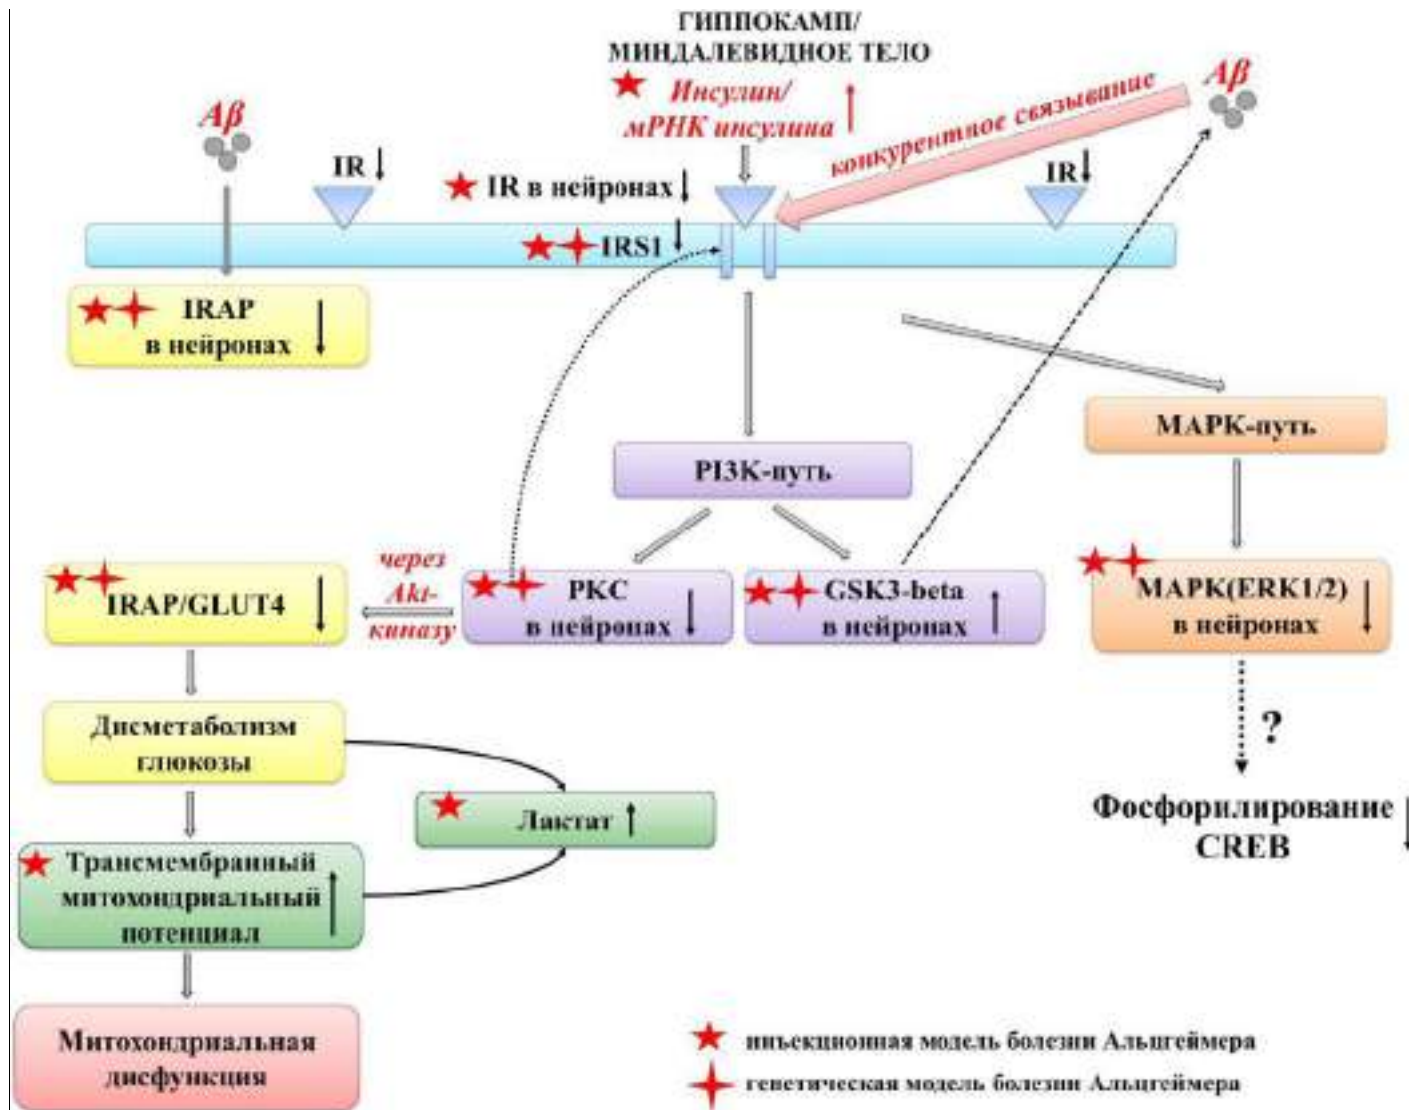 ГИППОКАМП/
МИНДАЛЕВИДНОЕ ТЕЛО
Инсулин/
мРНК инсулина
Aβ
Aβ
конкурентное связывание
IR
IR в нейронах
IR
IRS1
IRAP
в нейронах
MAPK-путь
PI3K-путь
IRAP/GLUT4
через
Akt-
киназу
PKC
в нейронах
GSK3-beta
в нейронах
MAPK(ERK1/2)
в нейронах
Дисметаболизм
глюкозы
?
Лактат
Фосфорилирование
CREB
Трансмембранный
митохондриальный
потенциал
Митохондриальная
дисфункция
инъекционная модель болезни Альцгеймера
генетическая модель болезни Альцгеймера